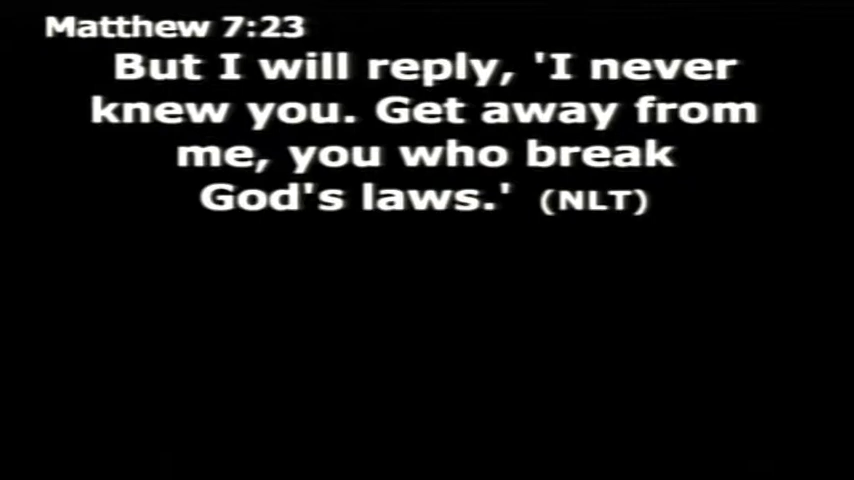 Matthew 7:23
But I will reply, 'I never
knew you. Get away from
me, you who break
God's laws.' (NLT)